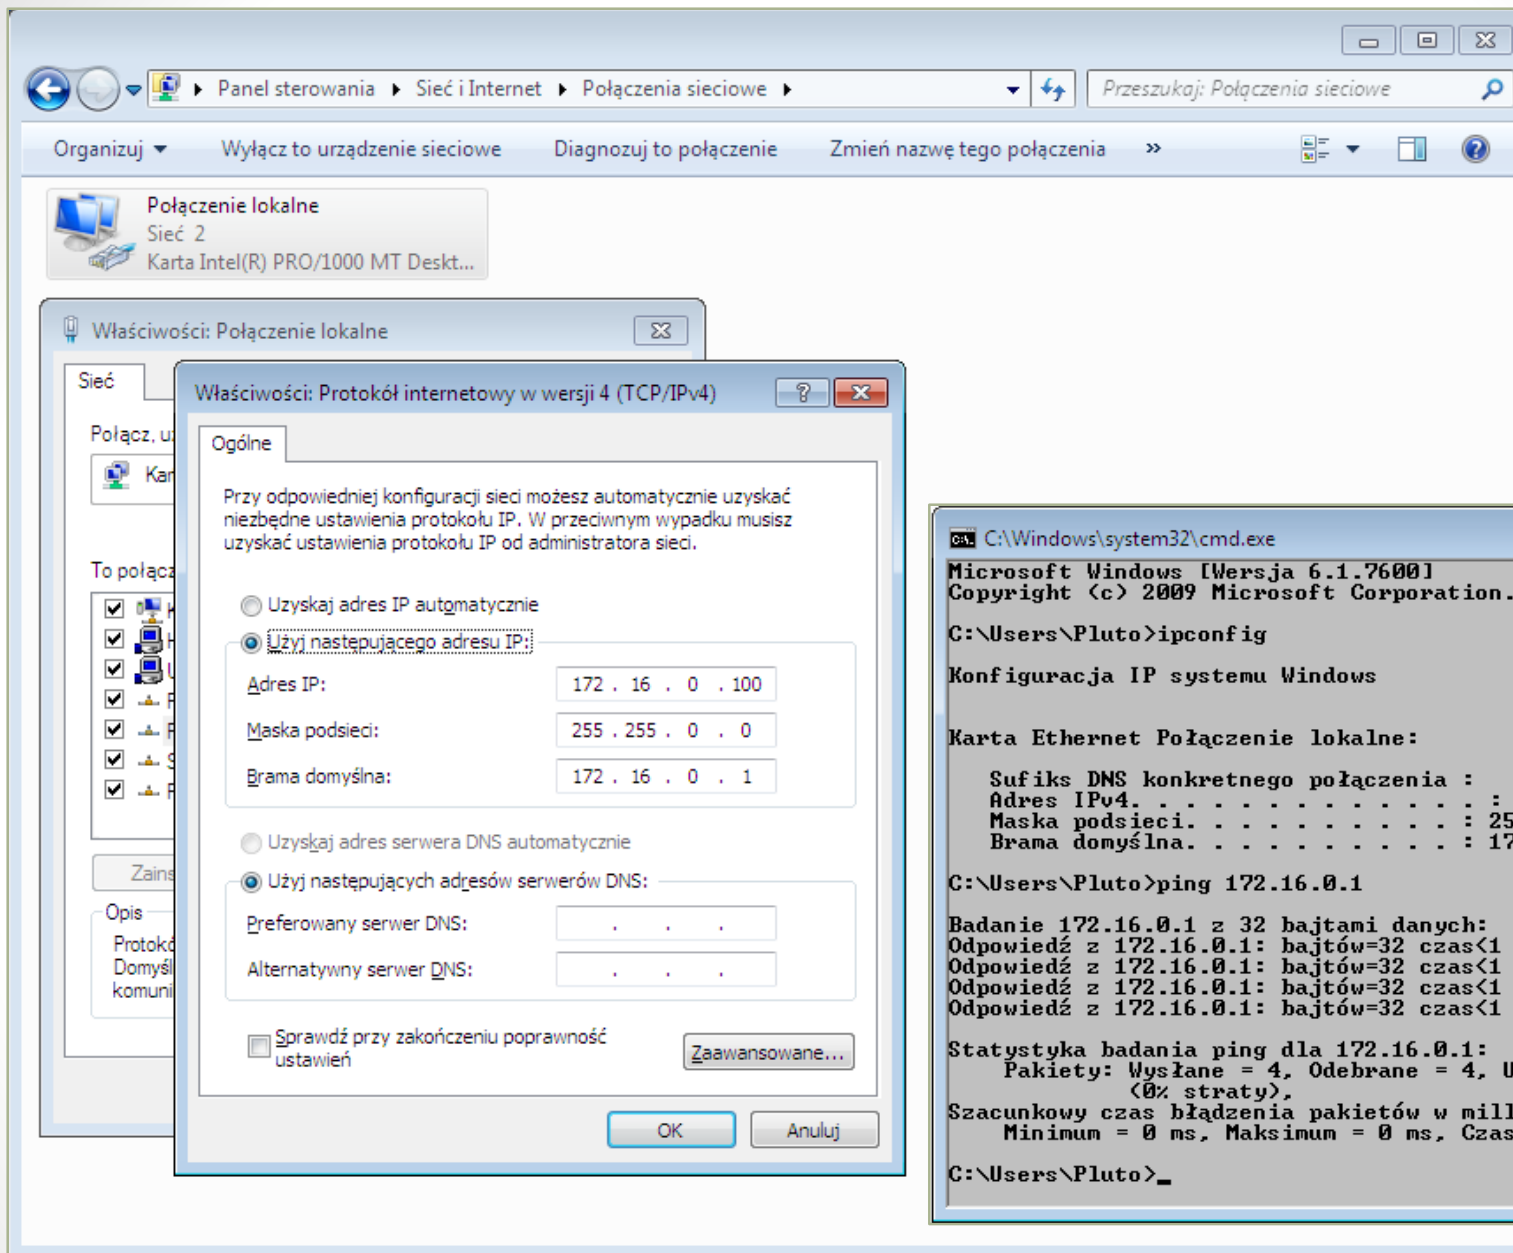 Panel sterowania Sieć i Internet Połączenia sieciowe
Przeszukaj: Połączenia sieciowe
Organizuj Wyłącz to urządzenie sieciowe Diagnozuj to połączenie Zmień nazwę tego połączenia »
Połączenie lokalne
Sieć 2
Karta Intel(R) PRO/1000 MT Deskt...
Właściwości: Połączenie lokalne
Sieć
Połącz, u
Kar
To połącz
Zains
Opis
Protokó
Domyśl
komuni
Właściwości: Protokół internetowy w wersji 4 (TCP/IPv4)
Ogólne
Przy odpowiedniej konfiguracji sieci możesz automatycznie uzyskać
niezbędne ustawienia protokołu IP. W przeciwnym wypadku musisz
uzyskać ustawienia protokołu IP od administratora sieci.
Uzyskaj adres IP automatycznie
Użyj następującego adresu IP:
Adres IP: 172 . 16 . 0 . 100
Maska podsieci: 255 . 255 . 0 . 0
Brama domyślna: 172 . 16 . 0 . 1
Uzyskaj adres serwera DNS automatycznie
Użyj następujących adresów serwerów DNS:
Preferowany serwer DNS: . . .
Alternatywny serwer DNS: . . .
Sprawdź przy zakończeniu poprawność
ustawień
Zaawansowane...
OK Anuluj
C:\Windows\system32\cmd.exe
Microsoft Windows [Wersja 6.1.7600]
Copyright (c) 2009 Microsoft Corporation.
C:\Users\Pluto>ipconfig
Konfiguracja IP systemu Windows
Karta Ethernet Połączenie lokalne:
Sufiks DNS konkretnego połączenia :
Adres IPv4. . . . . . . . . . . . . :
Maska podsieci. . . . . . . . . . : 25
Brama domyślna. . . . . . . . . . : 17
C:\Users\Pluto>ping 172.16.0.1
Badanie 172.16.0.1 z 32 bajtami danych:
Odpowiedź z 172.16.0.1: bajtów=32 czas<1
Odpowiedź z 172.16.0.1: bajtów=32 czas<1
Odpowiedź z 172.16.0.1: bajtów=32 czas<1
Odpowiedź z 172.16.0.1: bajtów=32 czas<1
Statystyka badania ping dla 172.16.0.1:
Pakiety: Wysłane = 4, Odebrane = 4, U
(0% straty),
Szacunkowy czas błądzenia pakietów w mill
Minimum = 0 ms, Maksimum = 0 ms, Czas
C:\Users\Pluto>_